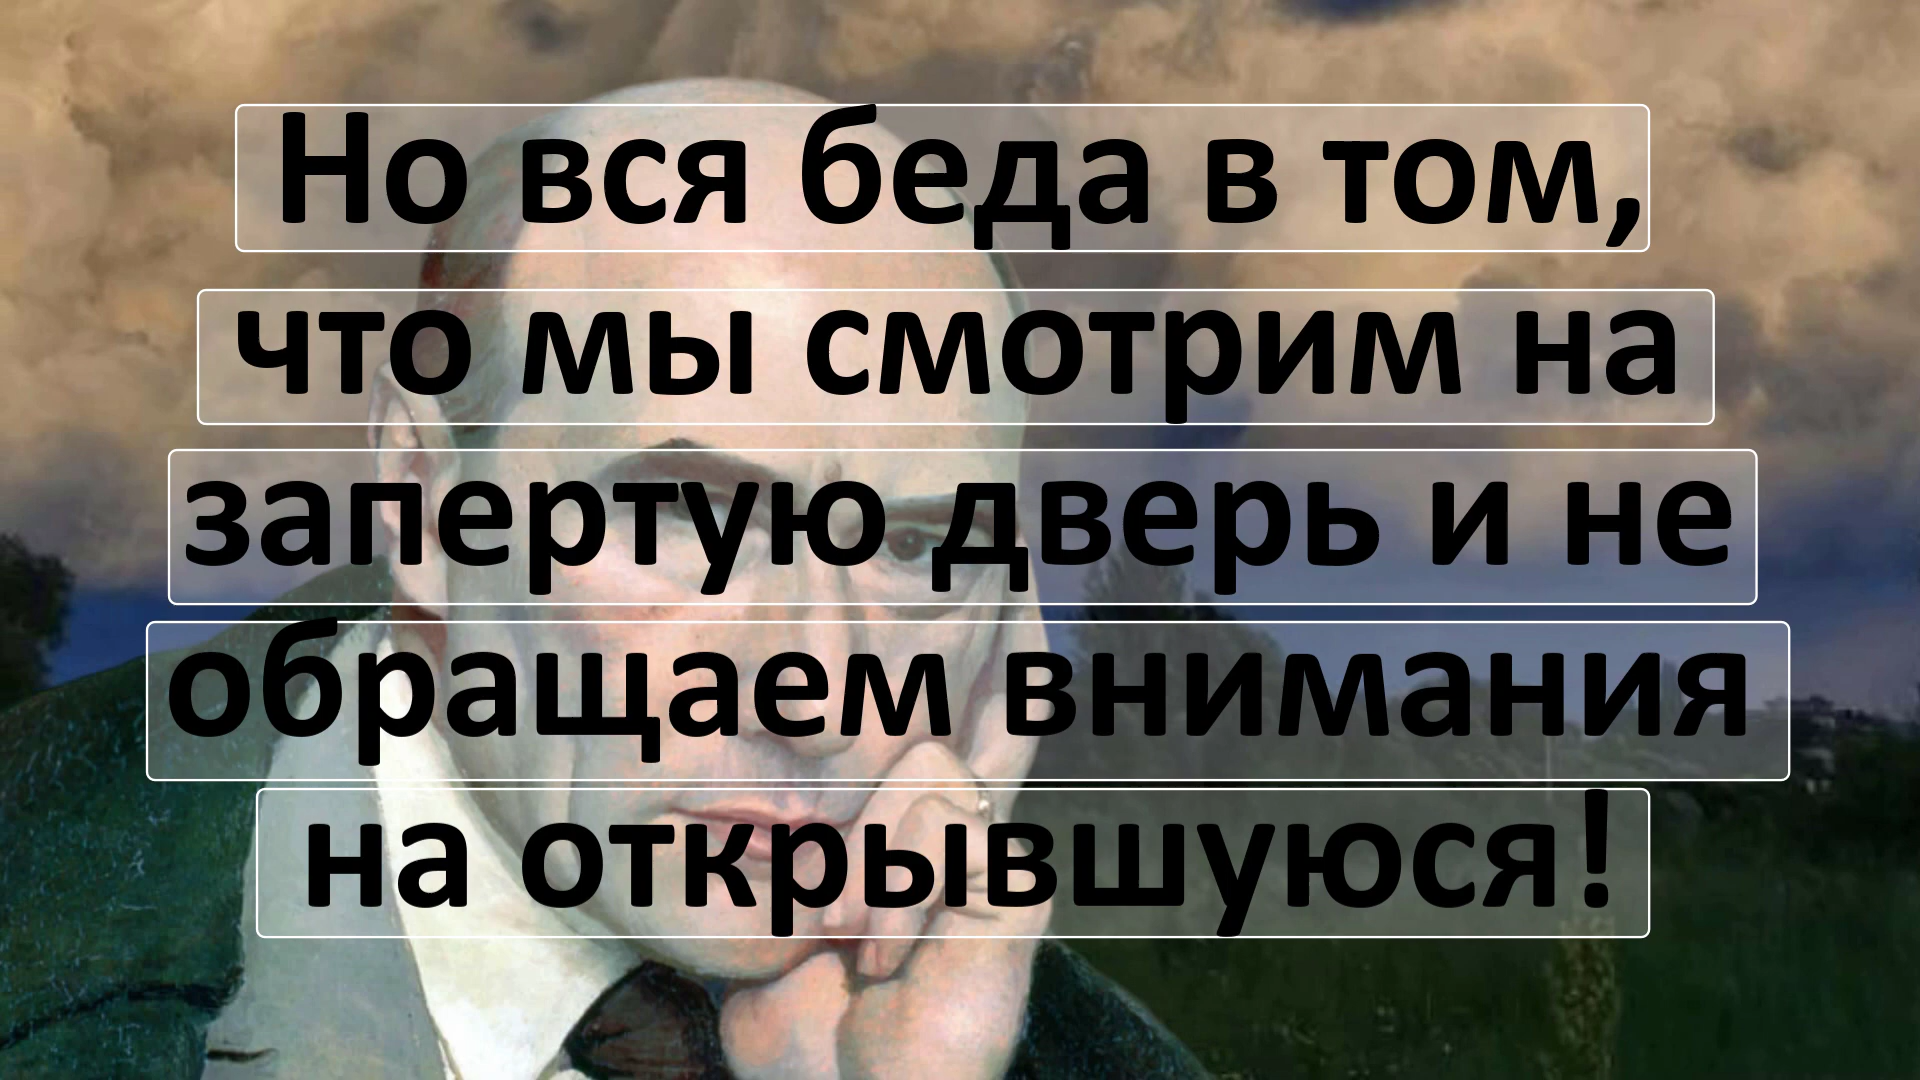 Но вся беда в том,
что мы смотрим на
запертую дверь и не
обращаем внимания
на открывшуюся!